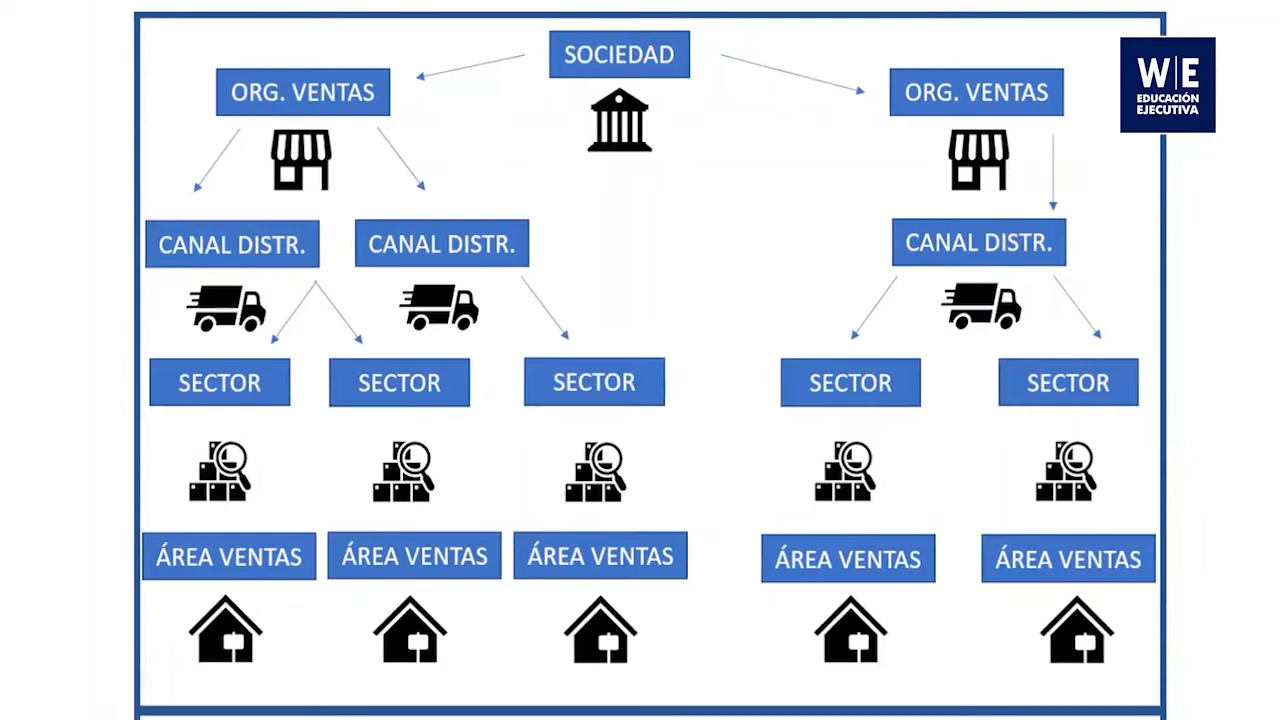 SOCIEDAD
ORG. VENTAS
ORG. VENTAS
W|E
EDUCACIÓN
EJECUTIVA
CANAL DISTR.
CANAL DISTR.
CANAL DISTR.
SECTOR
SECTOR
SECTOR
SECTOR
SECTOR
ÁREA VENTAS
ÁREA VENTAS
ÁREA VENTAS
ÁREA VENTAS
ÁREA VENTAS